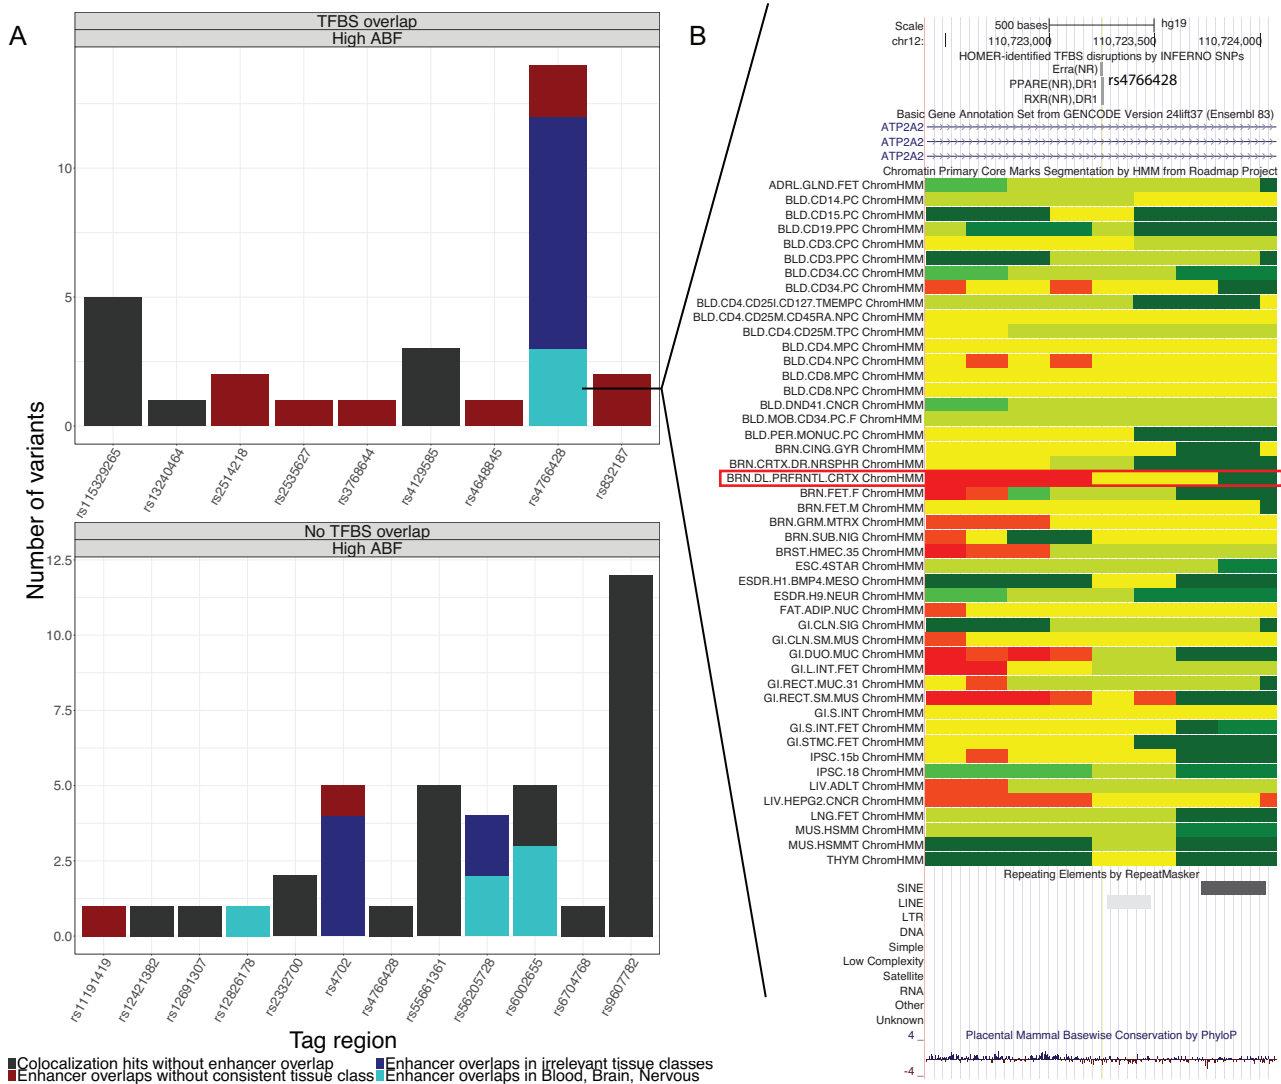 A
TFBS overlap
High ABF
10
5
0
rs115329265
rs13240464
rs2514218
rs2535627
rs3768644
rs4129585
rs4648845
rs4766428
rs832187
Number of variants
No TFBS overlap
High ABF
12.5
10.0
7.5
5.0
2.5
0.0
rs11191419
rs12421382
rs12691307
rs12826178
rs2332700
rs4702
rs4766428
rs55661361
rs56205728
rs6002655
rs6704768
rs9607782
Tag region
Colocalization hits without enhancer overlap
Enhancer overlaps in irrelevant tissue classes
Enhancer overlaps without consistent tissue class
Enhancer overlaps in Blood, Brain, Nervous
B
Scale 500 bases hg19
chr12: 110,723,000 110,723,500 110,724,000
HOMER-identified TFBS disruptions by INFERNO SNPs
Erra(NR)
PPARE(NR),DR1 rs4766428
RXR(NR),DR1
Basic Gene Annotation Set from GENCODE Version 24lift37 (Ensembl 83)
ATP2A2
ATP2A2
ATP2A2
Chromatin Primary Core Marks Segmentation by HMM from Roadmap Project
ADRL.GLND.FET ChromHMM
BLD.CD14.PC ChromHMM
BLD.CD15.PC ChromHMM
BLD.CD19.PPC ChromHMM
BLD.CD3.CPC ChromHMM
BLD.CD3.PPC ChromHMM
BLD.CD34.CC ChromHMM
BLD.CD34.PC ChromHMM
BLD.CD4.CD25I.CD127.TMEMPC ChromHMM
BLD.CD4.CD25M.CD45RA.NPC ChromHMM
BLD.CD4.CD25M.TPC ChromHMM
BLD.CD4.MPC ChromHMM
BLD.CD4.NPC ChromHMM
BLD.CD8.MPC ChromHMM
BLD.CD8.NPC ChromHMM
BLD.DND41.CNCR ChromHMM
BLD.MOB.CD34.PC.F ChromHMM
BLD.PER.MONUC.PC ChromHMM
BRN.CING.GYR ChromHMM
BRN.CRTX.DR.NRSPHR ChromHMM
BRN.DL.PRFRNTL.CRTX ChromHMM
BRN.FET.F ChromHMM
BRN.FET.M ChromHMM
BRN.GRM.MTRX ChromHMM
BRN.SUB.NIG ChromHMM
BRST.HMEC.35 ChromHMM
ESC.4STAR ChromHMM
ESDR.H1.BMP4.MESO ChromHMM
ESDR.H9.NEUR ChromHMM
FAT.ADIP.NUC ChromHMM
GI.CLN.SIG ChromHMM
GI.CLN.SM.MUS ChromHMM
GI.DUO.MUC ChromHMM
GI.L.INT.FET ChromHMM
GI.RECT.MUC.31 ChromHMM
GI.RECT.SM.MUS ChromHMM
GI.S.INT ChromHMM
GI.S.INT.FET ChromHMM
GI.STMC.FET ChromHMM
IPSC.15b ChromHMM
IPSC.18 ChromHMM
LIV.ADLT ChromHMM
LIV.HEPG2.CNCR ChromHMM
LNG.FET ChromHMM
MUS.HSMM ChromHMM
MUS.HSMMT ChromHMM
THYM ChromHMM
Repeating Elements by RepeatMasker
SINE
LINE
LTR
DNA
Simple
Low Complexity
Satellite
RNA
Other
Unknown
4 _ Placental Mammal Basewise Conservation by PhyloP
-4 _